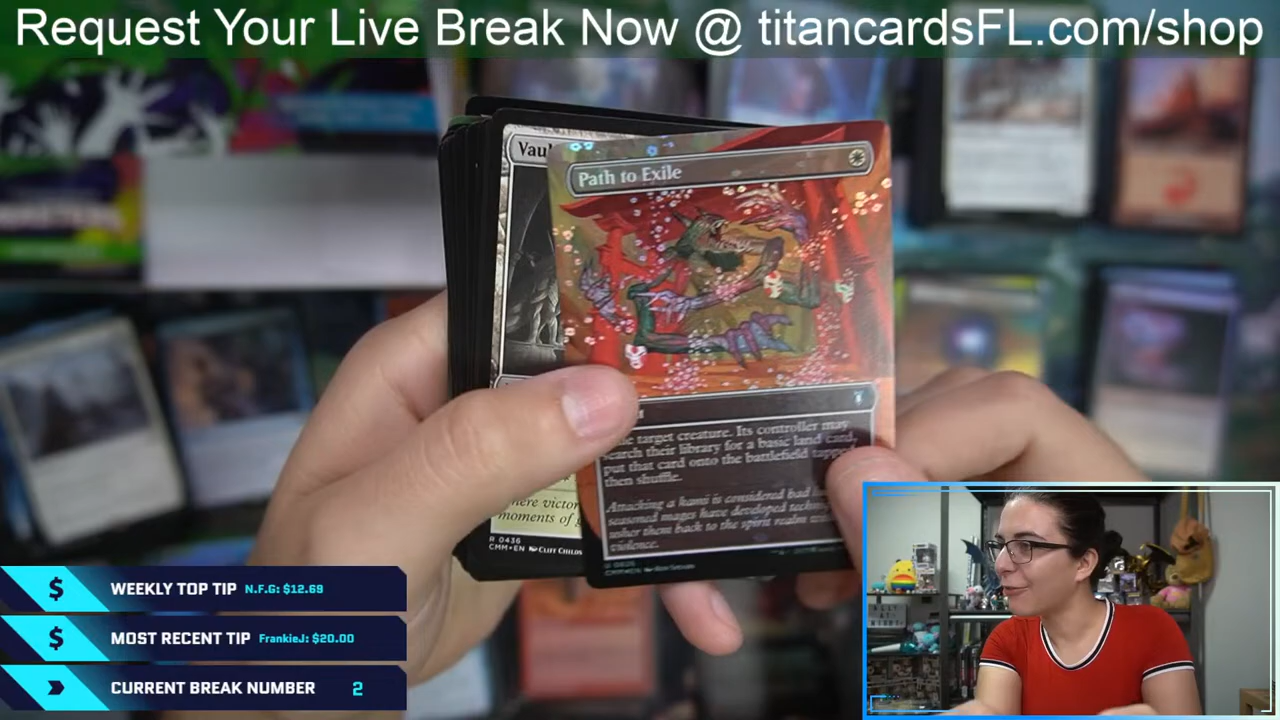 Request Your Live Break Now @ titancardsFL.com/shop
Vau
Path to Exile
target creature. Its controller may
search their library for a basic land card,
put that card onto the battlefield tapped,
then shuffle.
Attacking a kami is considered bad
seasoned mages have developed
usher them back to the spirit realm
violence.
here victor
moments of
R 0436
CMM • EN CLIFF CHILDS
WEEKLY TOP TIP N.F.G: $12.69
MOST RECENT TIP FrankieJ: $20.00
CURRENT BREAK NUMBER 2